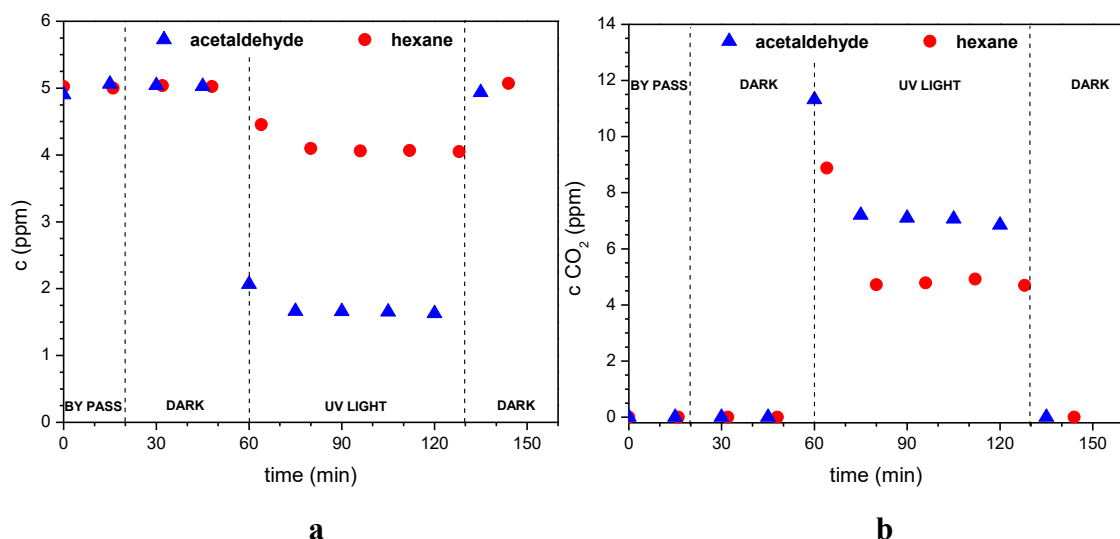 6
5
4
3
2
1
0
c (ppm)
acetaldehyde hexane
BY PASS DARK UV LIGHT DARK
0 30 60 90 120 150
time (min)
a
14
12
10
8
6
4
2
0
c CO₂ (ppm)
acetaldehyde hexane
BY PASS DARK UV LIGHT DARK
0 30 60 90 120 150
time (min)
b